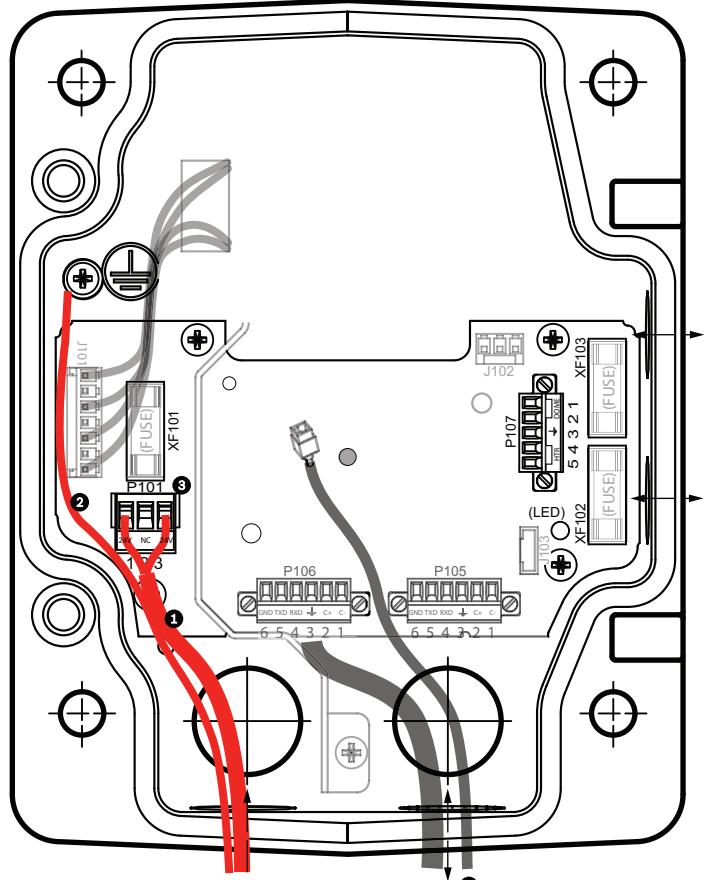 J101
J102
XF103
(FUSE)
(FUSE)
XF101
P107
DOME
HTR
5 4 3 2 1
P101
3
2
24V NC 24V
1 2 3
(LED)
XF102
(FUSE)
J103
P106
GND TXD RXD C+ C-
6 5 4 3 2 1
P105
GND TXD RXD C+ C-
6 5 4 3 2 1
1